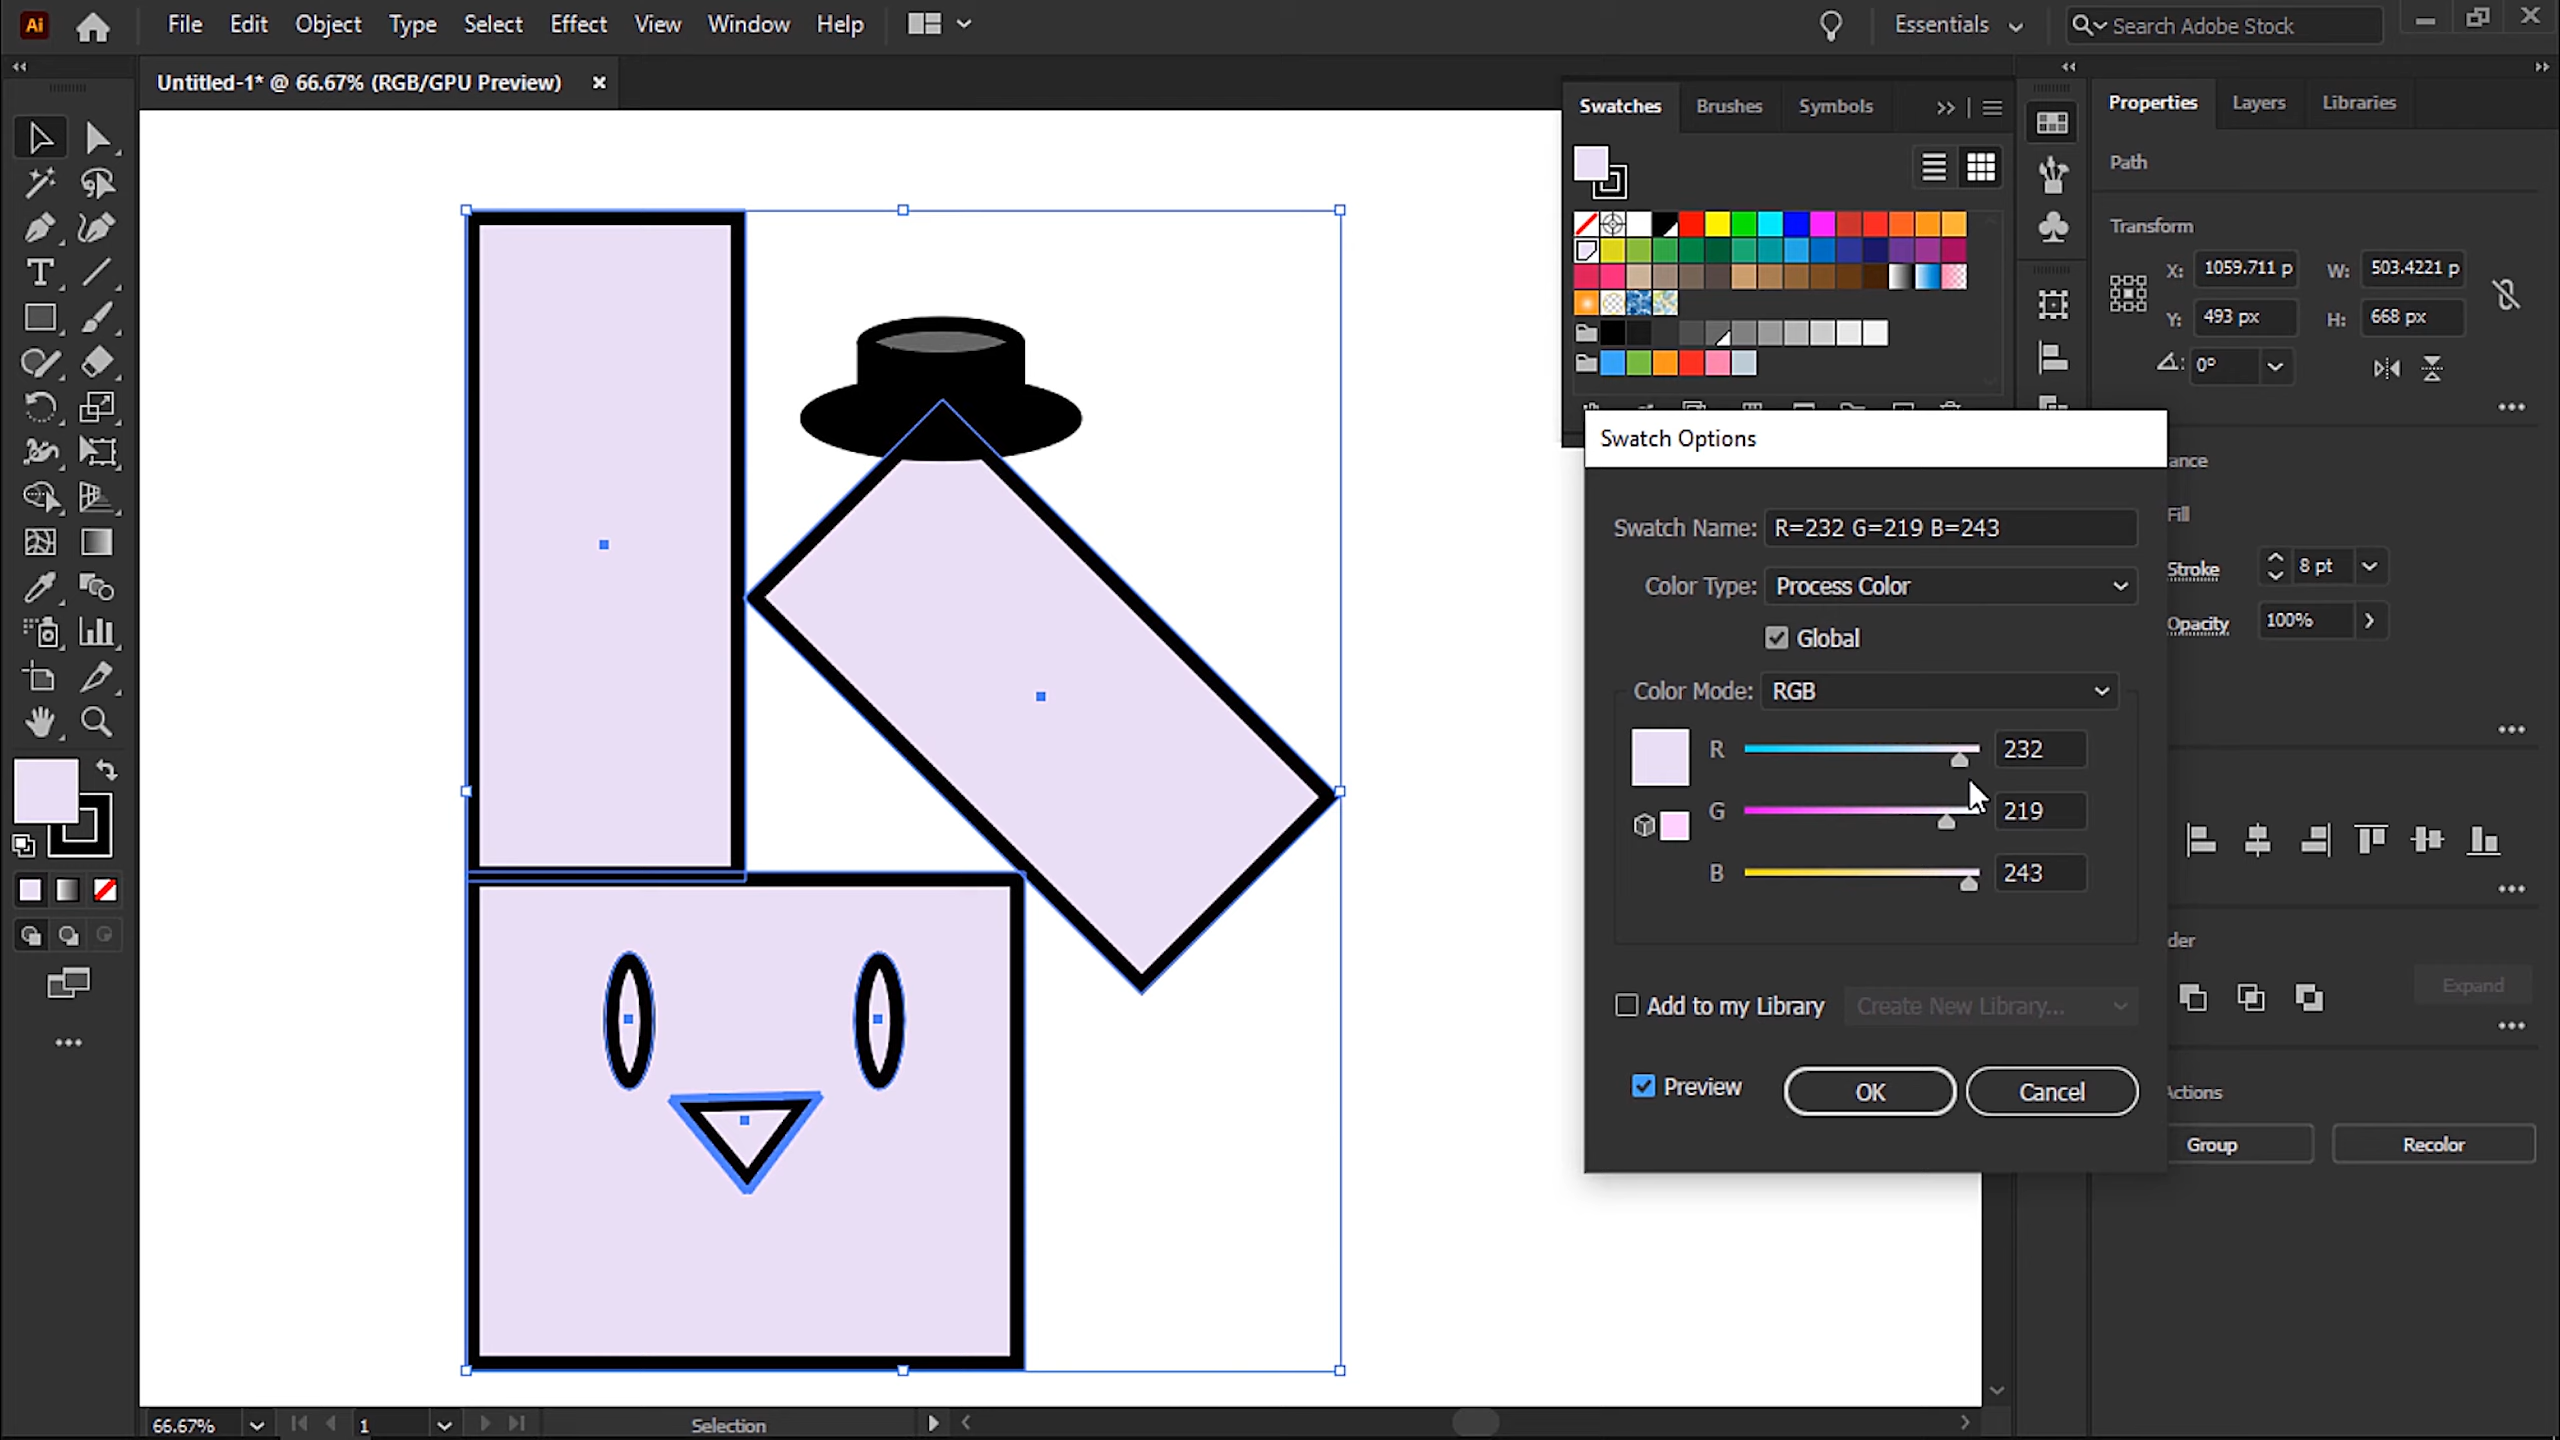 Ai File Edit Object Type Select Effect View Window Help Essentials Search Adobe Stock
Untitled-1* @ 66.67% (RGB/GPU Preview)
Swatches Brushes Symbols
Properties Layers Libraries
Path
Transform
X: 1059.711 p W: 503.4221 p
Y: 493 px H: 668 px
0°
Swatch Options
ance
Swatch Name: R=232 G=219 B=243
Fill
Color Type: Process Color
Stroke 8 pt
Global
Opacity 100%
Color Mode: RGB
R 232
G 219
B 243
der
Expand
Add to my Library Create New Library...
Preview OK Cancel
Actions
Group Recolor
66.67% 1 Selection